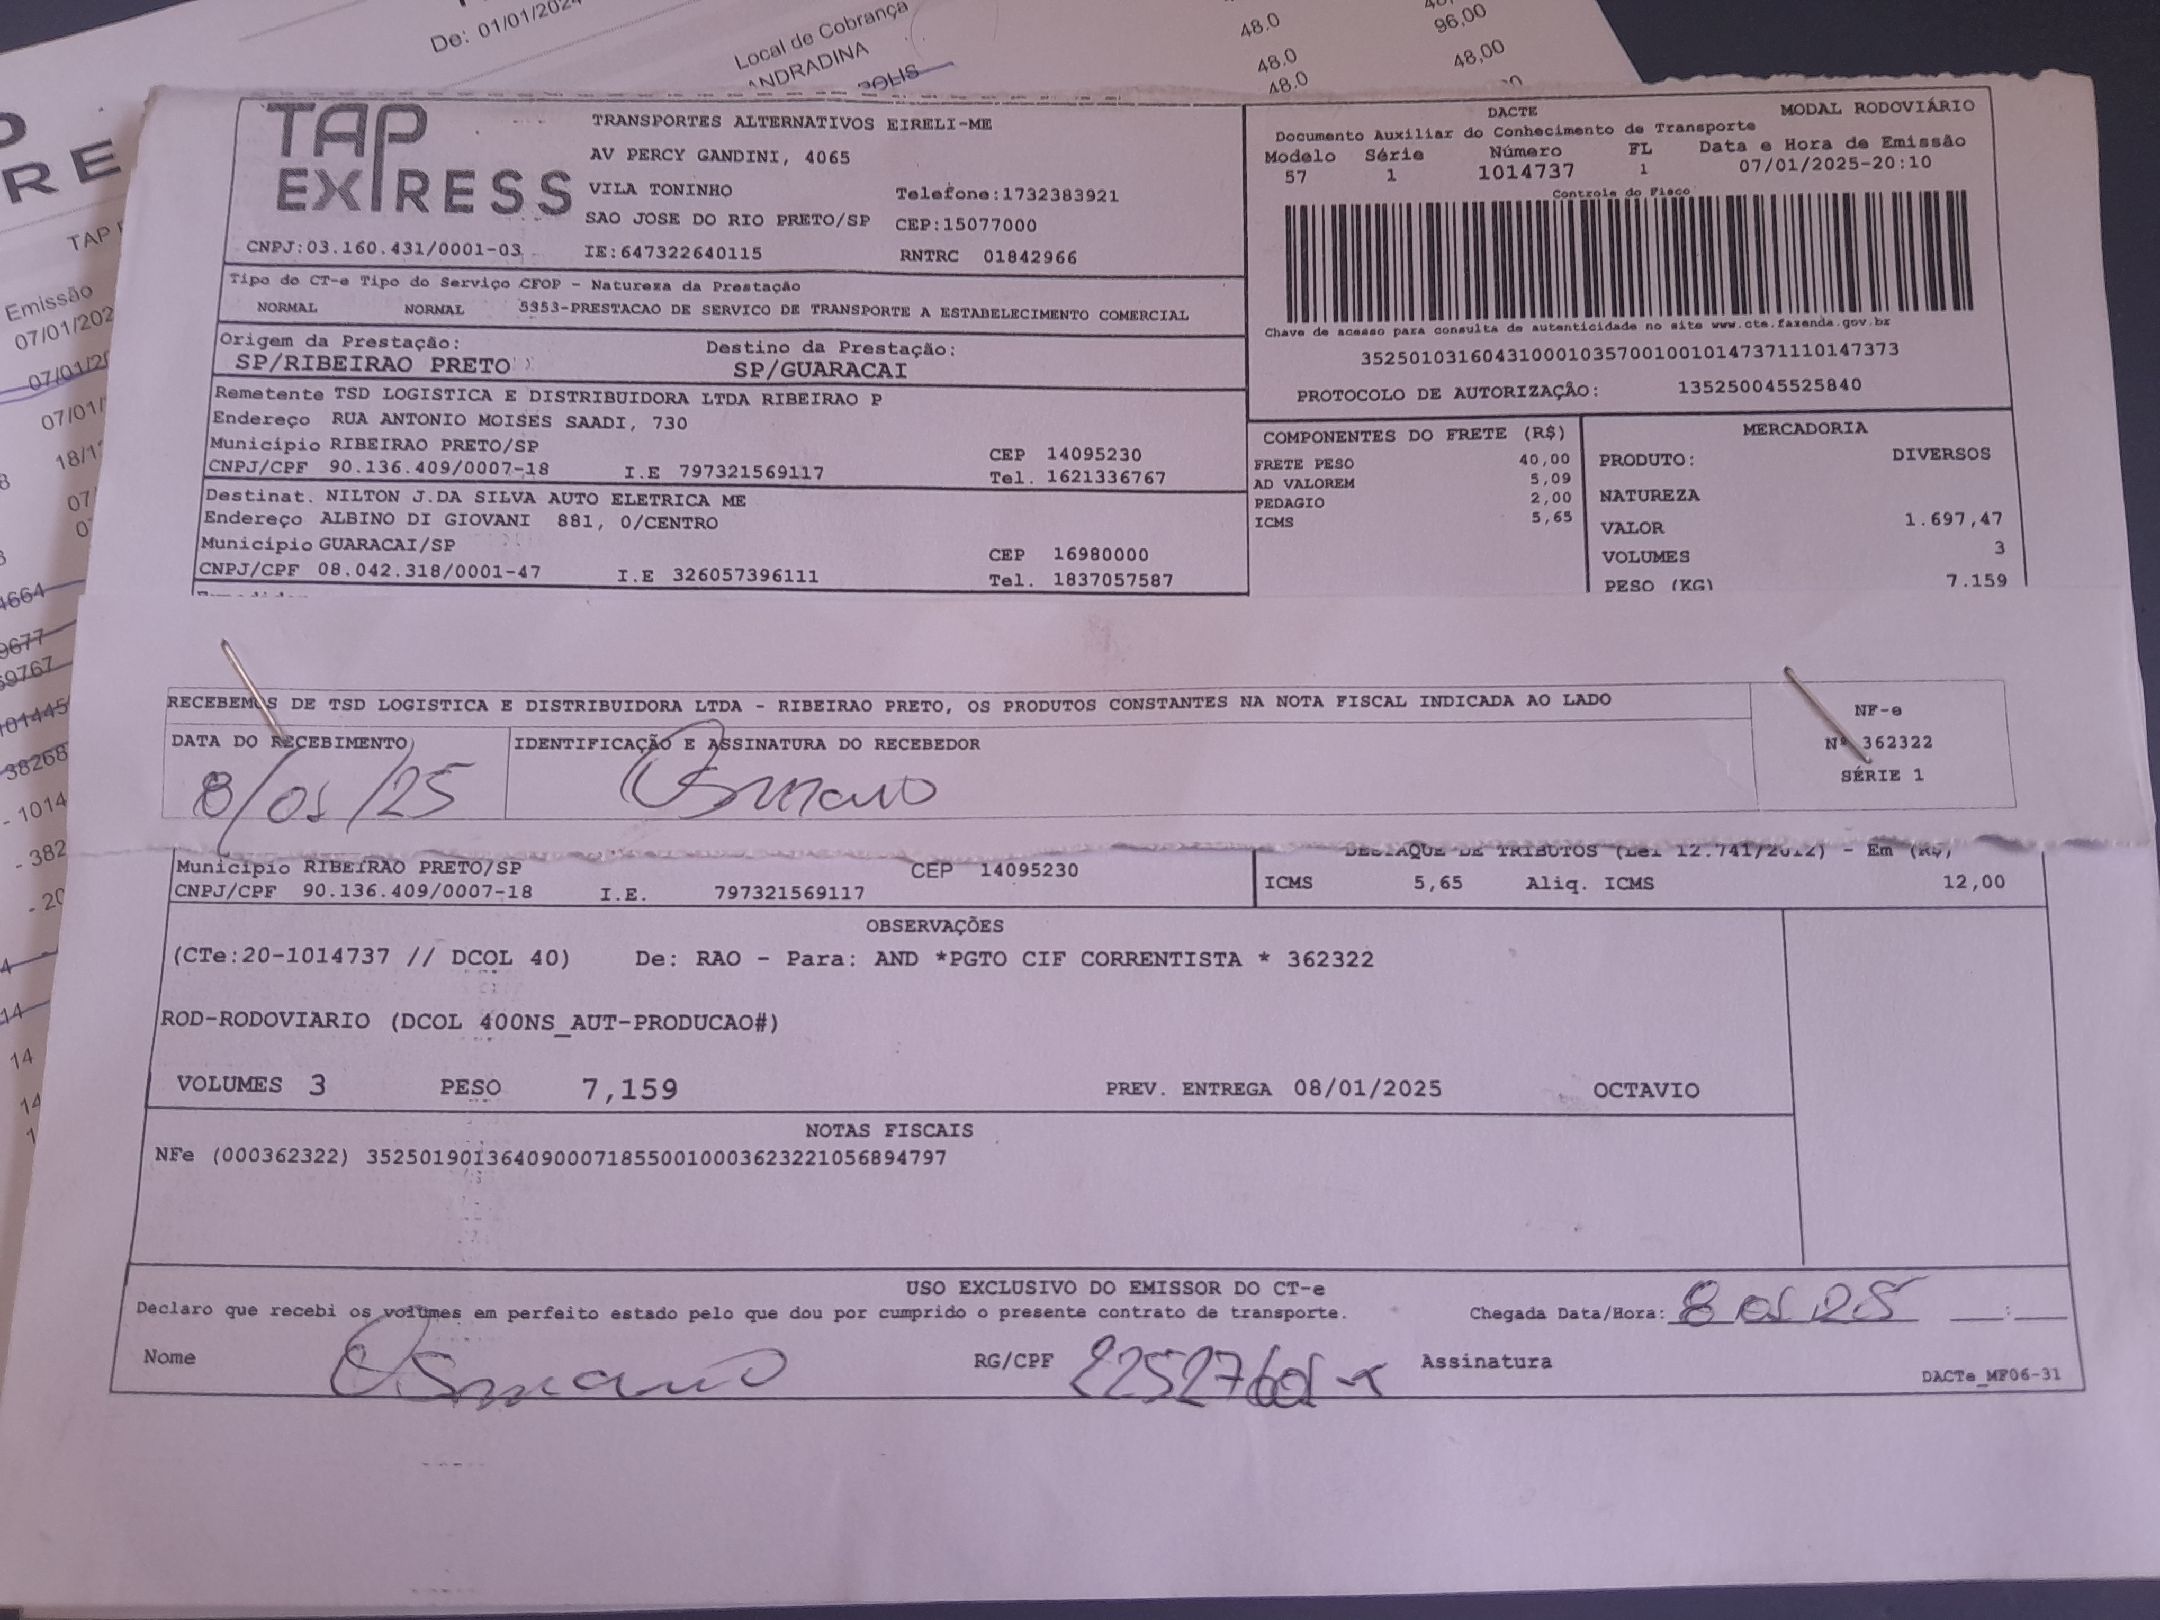 De: 01/01/2024
Local de Cobrança
ANDRADINA
48.0
96,00
48.0
48,00
48.0
Emissão
TAP EXPRESS
TRANSPORTES ALTERNATIVOS EIRELI-ME
AV PERCY GANDINI, 4065
VILA TONINHO Telefone:1732383921
SAO JOSE DO RIO PRETO/SP CEP:15077000
CNPJ:03.160.431/0001-03 IE:647322640115 RNTRC 01842966
DACTE MODAL RODOVIÁRIO
Documento Auxiliar do Conhecimento de Transporte
Modelo Série Número FL Data e Hora de Emissão
57 1 1014737 1 07/01/2025-20:10
Controle do Fisco
Chave de acesso para consulta de autenticidade no site www.cte.fazenda.gov.br
35250103160431000103570010010147371110147373
PROTOCOLO DE AUTORIZAÇÃO: 135250045525840
Tipo do CT-e Tipo do Serviço CFOP - Natureza da Prestação
NORMAL NORMAL 5353-PRESTACAO DE SERVICO DE TRANSPORTE A ESTABELECIMENTO COMERCIAL
Origem da Prestação: Destino da Prestação:
SP/RIBEIRAO PRETO SP/GUARACAI
Remetente TSD LOGISTICA E DISTRIBUIDORA LTDA RIBEIRAO P
Endereço RUA ANTONIO MOISES SAADI, 730
Município RIBEIRAO PRETO/SP CEP 14095230
CNPJ/CPF 90.136.409/0007-18 I.E 797321569117 Tel. 1621336767
Destinat. NILTON J.DA SILVA AUTO ELETRICA ME
Endereço ALBINO DI GIOVANI 881, 0/CENTRO
Município GUARACAI/SP CEP 16980000
CNPJ/CPF 08.042.318/0001-47 I.E 326057396111 Tel. 1837057587
COMPONENTES DO FRETE (R$)
FRETE PESO 40,00
AD VALOREM 5,09
PEDAGIO 2,00
ICMS 5,65
MERCADORIA
PRODUTO: DIVERSOS
NATUREZA
VALOR 1.697,47
VOLUMES 3
PESO (KG) 7.159
RECEBEMOS DE TSD LOGISTICA E DISTRIBUIDORA LTDA - RIBEIRAO PRETO, OS PRODUTOS CONSTANTES NA NOTA FISCAL INDICADA AO LADO
DATA DO RECEBIMENTO IDENTIFICAÇÃO E ASSINATURA DO RECEBEDOR
8/01/25 Osmano
NF-e
Nº 362322
SÉRIE 1
Município RIBEIRAO PRETO/SP CEP 14095230
CNPJ/CPF 90.136.409/0007-18 I.E. 797321569117
DESTAQUE DE TRIBUTOS (Lei 12.741/2012) - Em (R$)
ICMS 5,65 Aliq. ICMS 12,00
OBSERVAÇÕES
(CTe:20-1014737 // DCOL 40) De: RAO - Para: AND *PGTO CIF CORRENTISTA * 362322
ROD-RODOVIARIO (DCOL 400NS_AUT-PRODUCAO#)
VOLUMES 3 PESO 7,159 PREV. ENTREGA 08/01/2025 OCTAVIO
NOTAS FISCAIS
NFe (000362322) 35250190136409000718550010003623221056894797
USO EXCLUSIVO DO EMISSOR DO CT-e
Declaro que recebi os volumes em perfeito estado pelo que dou por cumprido o presente contrato de transporte. Chegada Data/Hora: 8 01 25 :
Nome Osmano RG/CPF Assinatura
DACTe_MF06-31